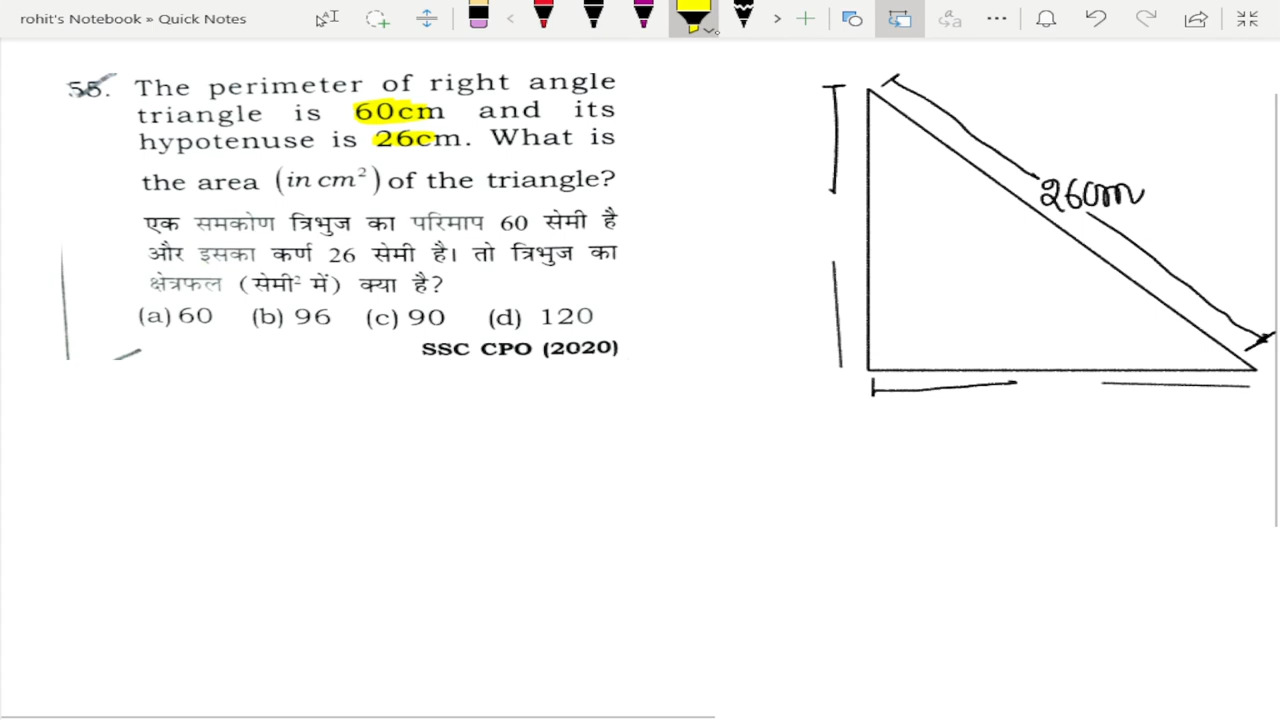 rohit's Notebook » Quick Notes
55. The perimeter of right angle
triangle is 60cm and its
hypotenuse is 26cm. What is
the area (in cm²) of the triangle?
एक समकोण त्रिभुज का परिमाप 60 सेमी है
और इसका कर्ण 26 सेमी है। तो त्रिभुज का
क्षेत्रफल (सेमी² में) क्या है?
(a) 60 (b) 96 (c) 90 (d) 120
SSC CPO (2020)
26cm